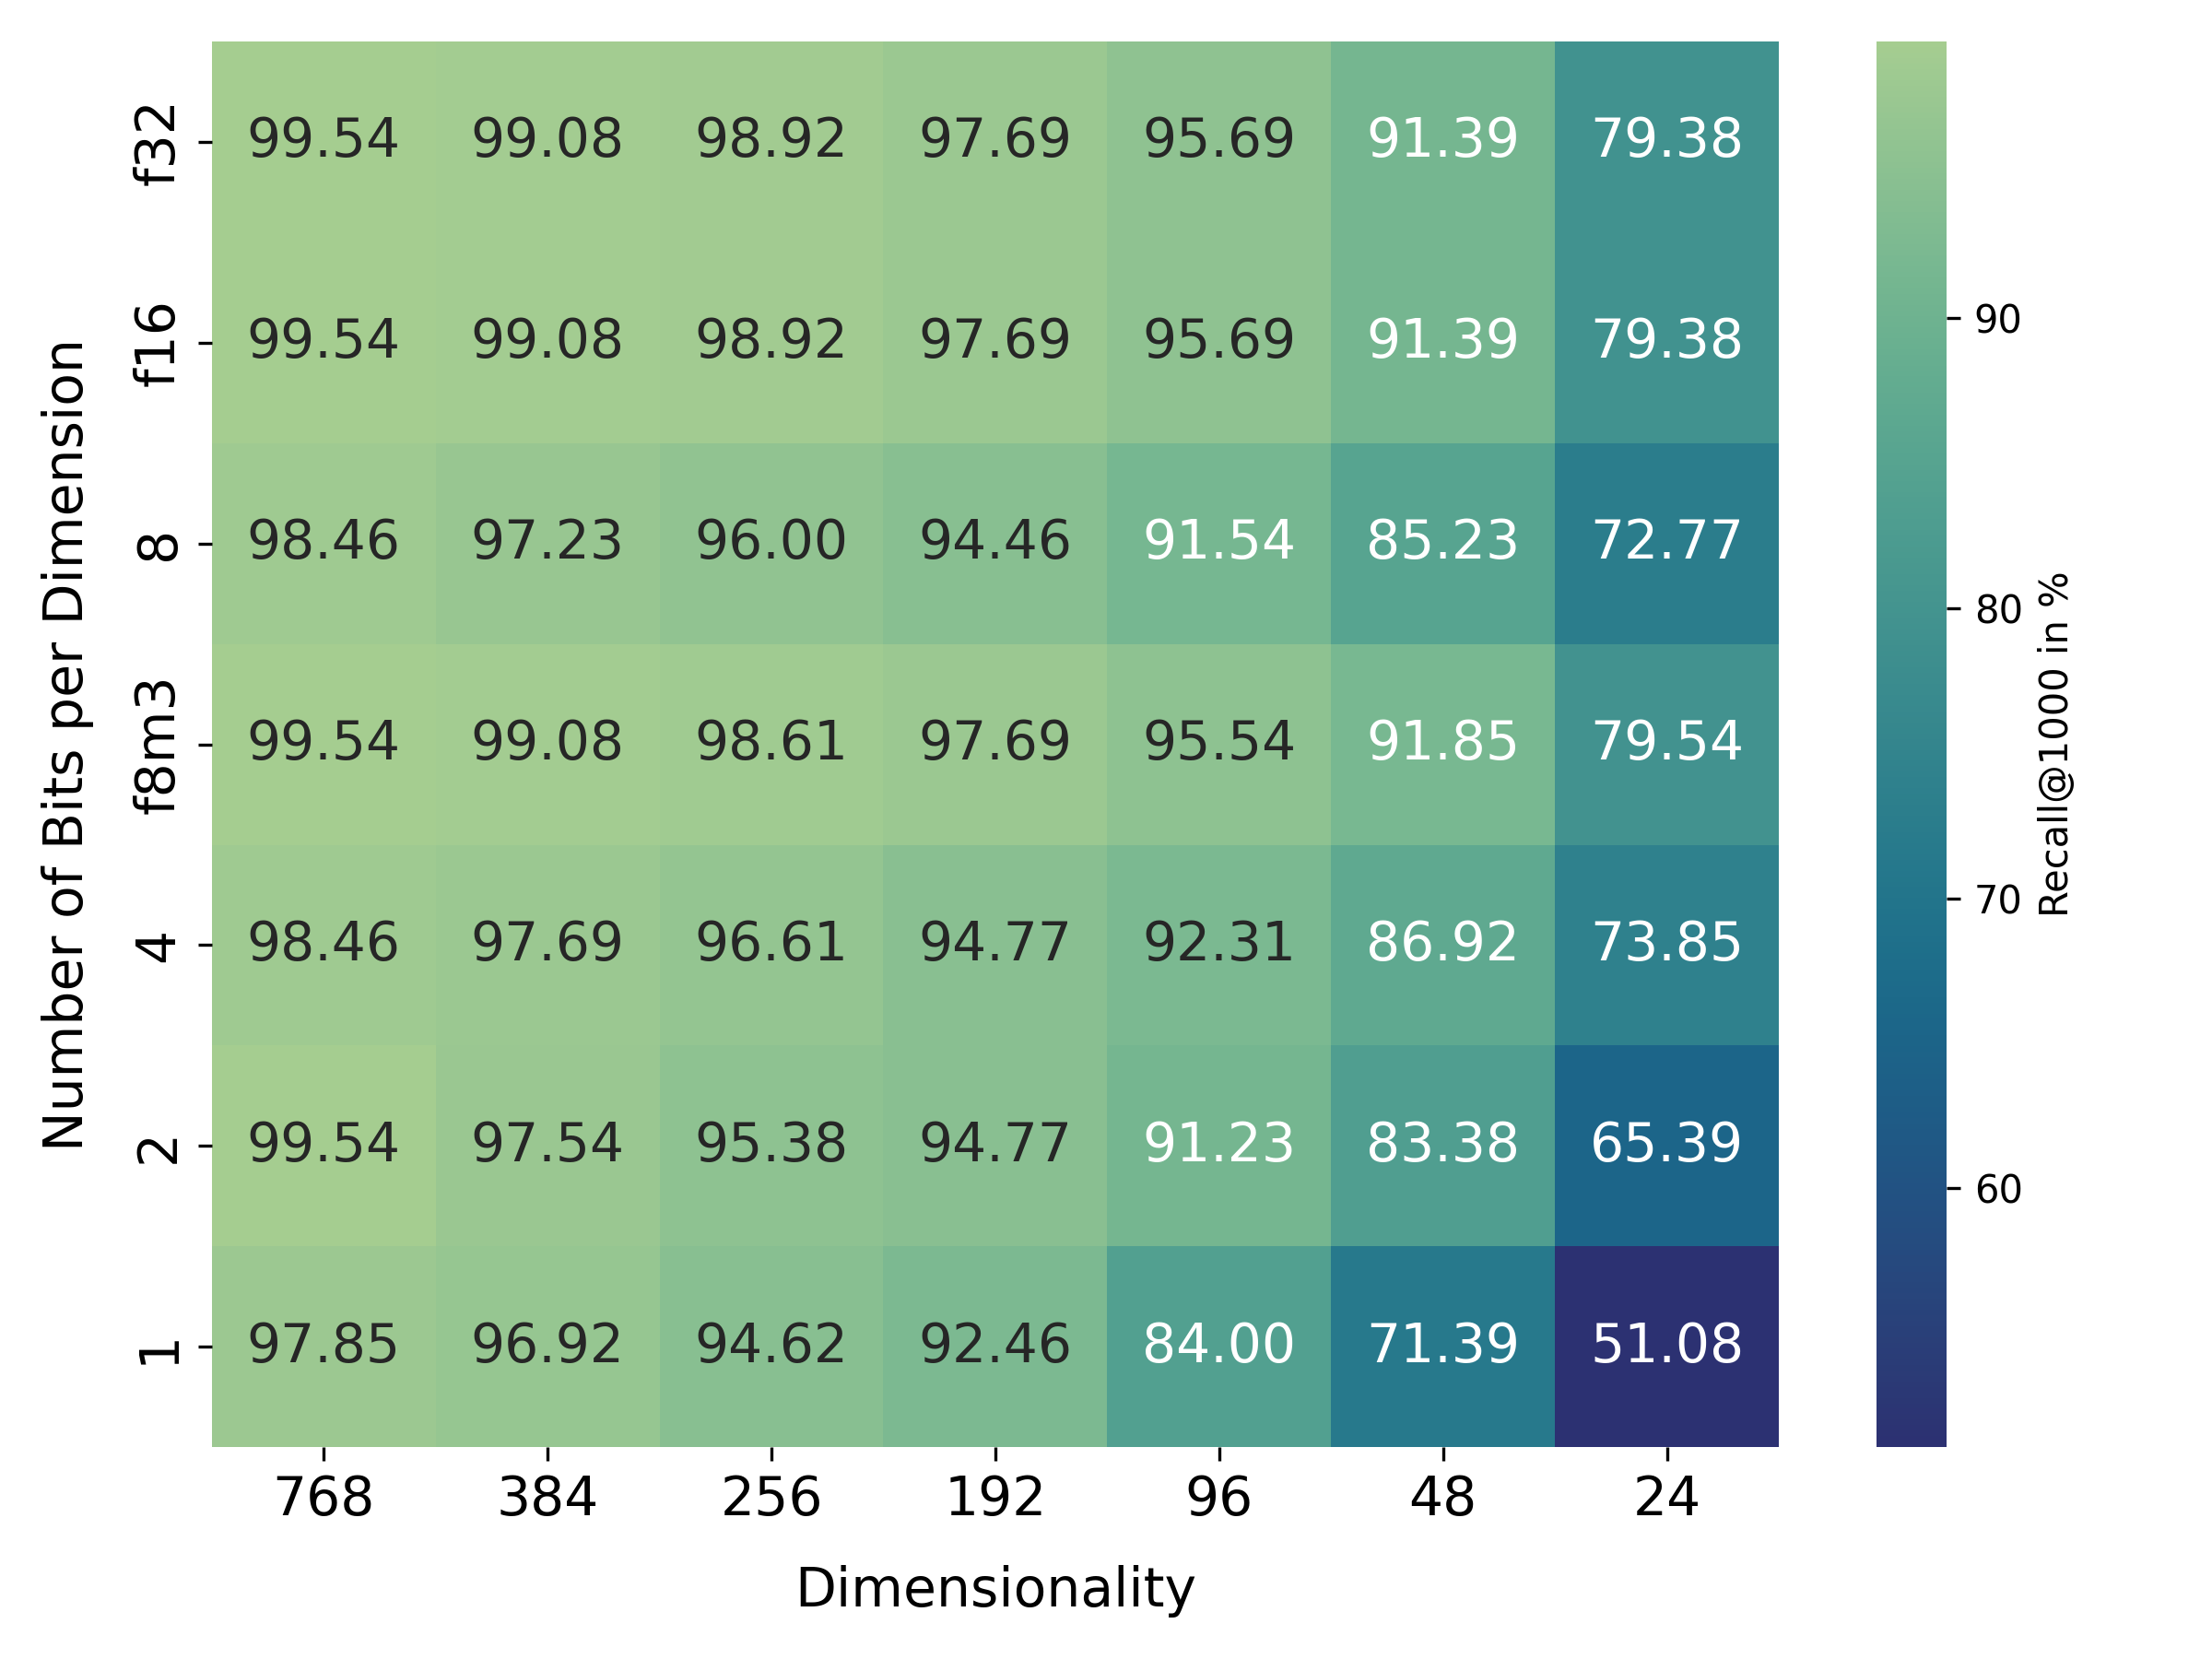 Number of Bits per Dimension
f32 99.54 99.08 98.92 97.69 95.69 91.39 79.38
f16 99.54 99.08 98.92 97.69 95.69 91.39 79.38
8 98.46 97.23 96.00 94.46 91.54 85.23 72.77
f8m3 99.54 99.08 98.61 97.69 95.54 91.85 79.54
4 98.46 97.69 96.61 94.77 92.31 86.92 73.85
2 99.54 97.54 95.38 94.77 91.23 83.38 65.39
1 97.85 96.92 94.62 92.46 84.00 71.39 51.08
768 384 256 192 96 48 24
Dimensionality
90
80
70
60
Recall@1000 in %